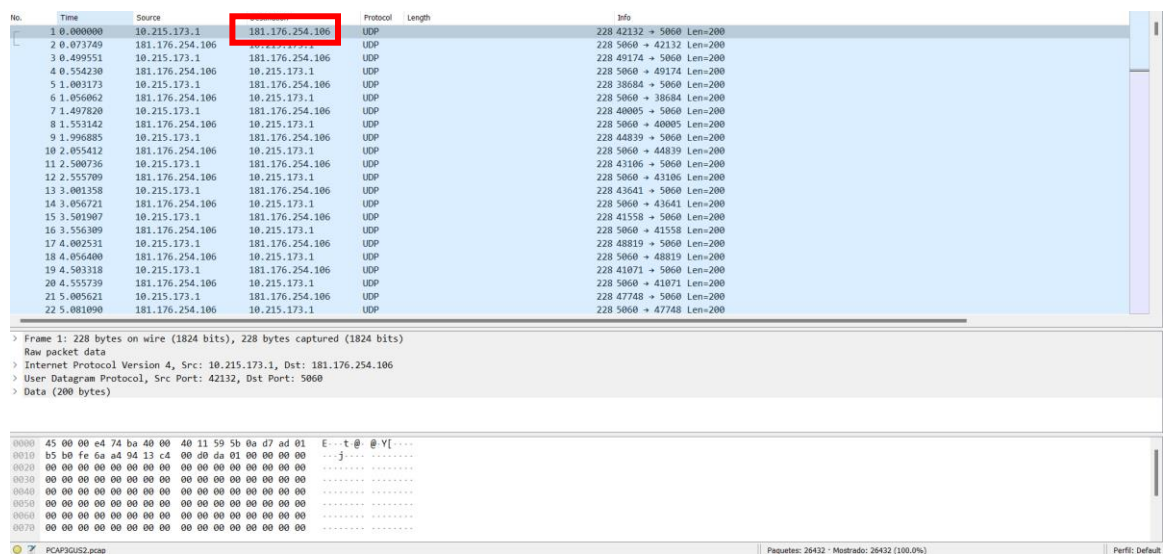 No. Time Source Destination Protocol Length Info
1 0.000000 10.215.173.1 181.176.254.106 UDP 228 42132 → 5060 Len=200
2 0.073749 181.176.254.106 10.215.173.1 UDP 228 5060 → 42132 Len=200
3 0.499551 10.215.173.1 181.176.254.106 UDP 228 49174 → 5060 Len=200
4 0.554230 181.176.254.106 10.215.173.1 UDP 228 5060 → 49174 Len=200
5 1.003173 10.215.173.1 181.176.254.106 UDP 228 38684 → 5060 Len=200
6 1.056062 181.176.254.106 10.215.173.1 UDP 228 5060 → 38684 Len=200
7 1.497820 10.215.173.1 181.176.254.106 UDP 228 40005 → 5060 Len=200
8 1.553142 181.176.254.106 10.215.173.1 UDP 228 5060 → 40005 Len=200
9 1.996885 10.215.173.1 181.176.254.106 UDP 228 44839 → 5060 Len=200
10 2.055412 181.176.254.106 10.215.173.1 UDP 228 5060 → 44839 Len=200
11 2.500736 10.215.173.1 181.176.254.106 UDP 228 43106 → 5060 Len=200
12 2.555709 181.176.254.106 10.215.173.1 UDP 228 5060 → 43106 Len=200
13 3.001358 10.215.173.1 181.176.254.106 UDP 228 43641 → 5060 Len=200
14 3.056721 181.176.254.106 10.215.173.1 UDP 228 5060 → 43641 Len=200
15 3.501907 10.215.173.1 181.176.254.106 UDP 228 41558 → 5060 Len=200
16 3.556309 181.176.254.106 10.215.173.1 UDP 228 5060 → 41558 Len=200
17 4.002531 10.215.173.1 181.176.254.106 UDP 228 48819 → 5060 Len=200
18 4.056400 181.176.254.106 10.215.173.1 UDP 228 5060 → 48819 Len=200
19 4.503318 10.215.173.1 181.176.254.106 UDP 228 41071 → 5060 Len=200
20 4.555739 181.176.254.106 10.215.173.1 UDP 228 5060 → 41071 Len=200
21 5.005621 10.215.173.1 181.176.254.106 UDP 228 47748 → 5060 Len=200
22 5.081090 181.176.254.106 10.215.173.1 UDP 228 5060 → 47748 Len=200
> Frame 1: 228 bytes on wire (1824 bits), 228 bytes captured (1824 bits)
Raw packet data
> Internet Protocol Version 4, Src: 10.215.173.1, Dst: 181.176.254.106
> User Datagram Protocol, Src Port: 42132, Dst Port: 5060
> Data (200 bytes)
0000 45 00 00 e4 74 ba 40 00 40 11 59 5b 0a d7 ad 01 E···t·@· @·Y[····
0010 b5 b0 fe 6a a4 94 13 c4 00 d0 da 01 00 00 00 00 ···j···· ········
0020 00 00 00 00 00 00 00 00 00 00 00 00 00 00 00 00 ········ ········
0030 00 00 00 00 00 00 00 00 00 00 00 00 00 00 00 00 ········ ········
0040 00 00 00 00 00 00 00 00 00 00 00 00 00 00 00 00 ········ ········
0050 00 00 00 00 00 00 00 00 00 00 00 00 00 00 00 00 ········ ········
0060 00 00 00 00 00 00 00 00 00 00 00 00 00 00 00 00 ········ ········
0070 00 00 00 00 00 00 00 00 00 00 00 00 00 00 00 00 ········ ········
PCAP3GUS2.pcap Paquetes: 26432 · Mostrado: 26432 (100.0%) Perfil: Default